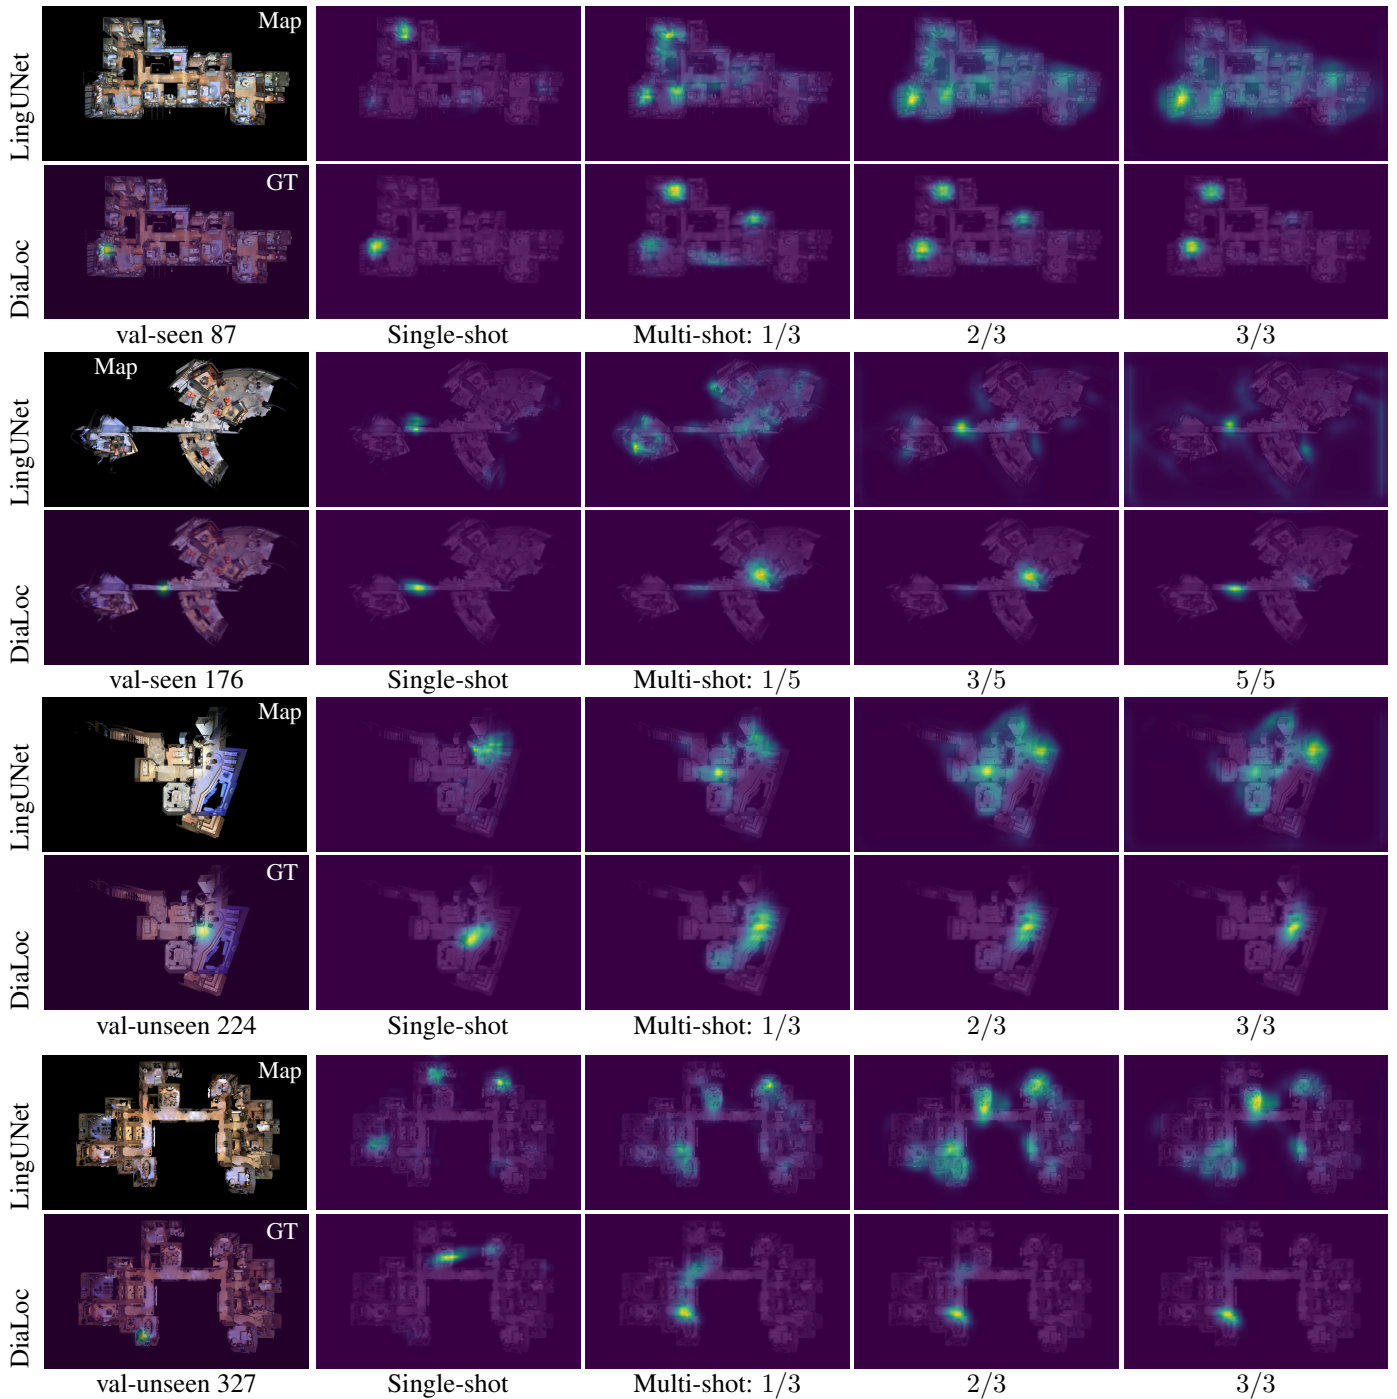 LingUNet
Map
DiaLoc
GT
val-seen 87
Single-shot
Multi-shot: 1/3
2/3
3/3
LingUNet
Map
DiaLoc
val-seen 176
Single-shot
Multi-shot: 1/5
3/5
5/5
LingUNet
Map
DiaLoc
GT
val-unseen 224
Single-shot
Multi-shot: 1/3
2/3
3/3
LingUNet
Map
DiaLoc
GT
val-unseen 327
Single-shot
Multi-shot: 1/3
2/3
3/3